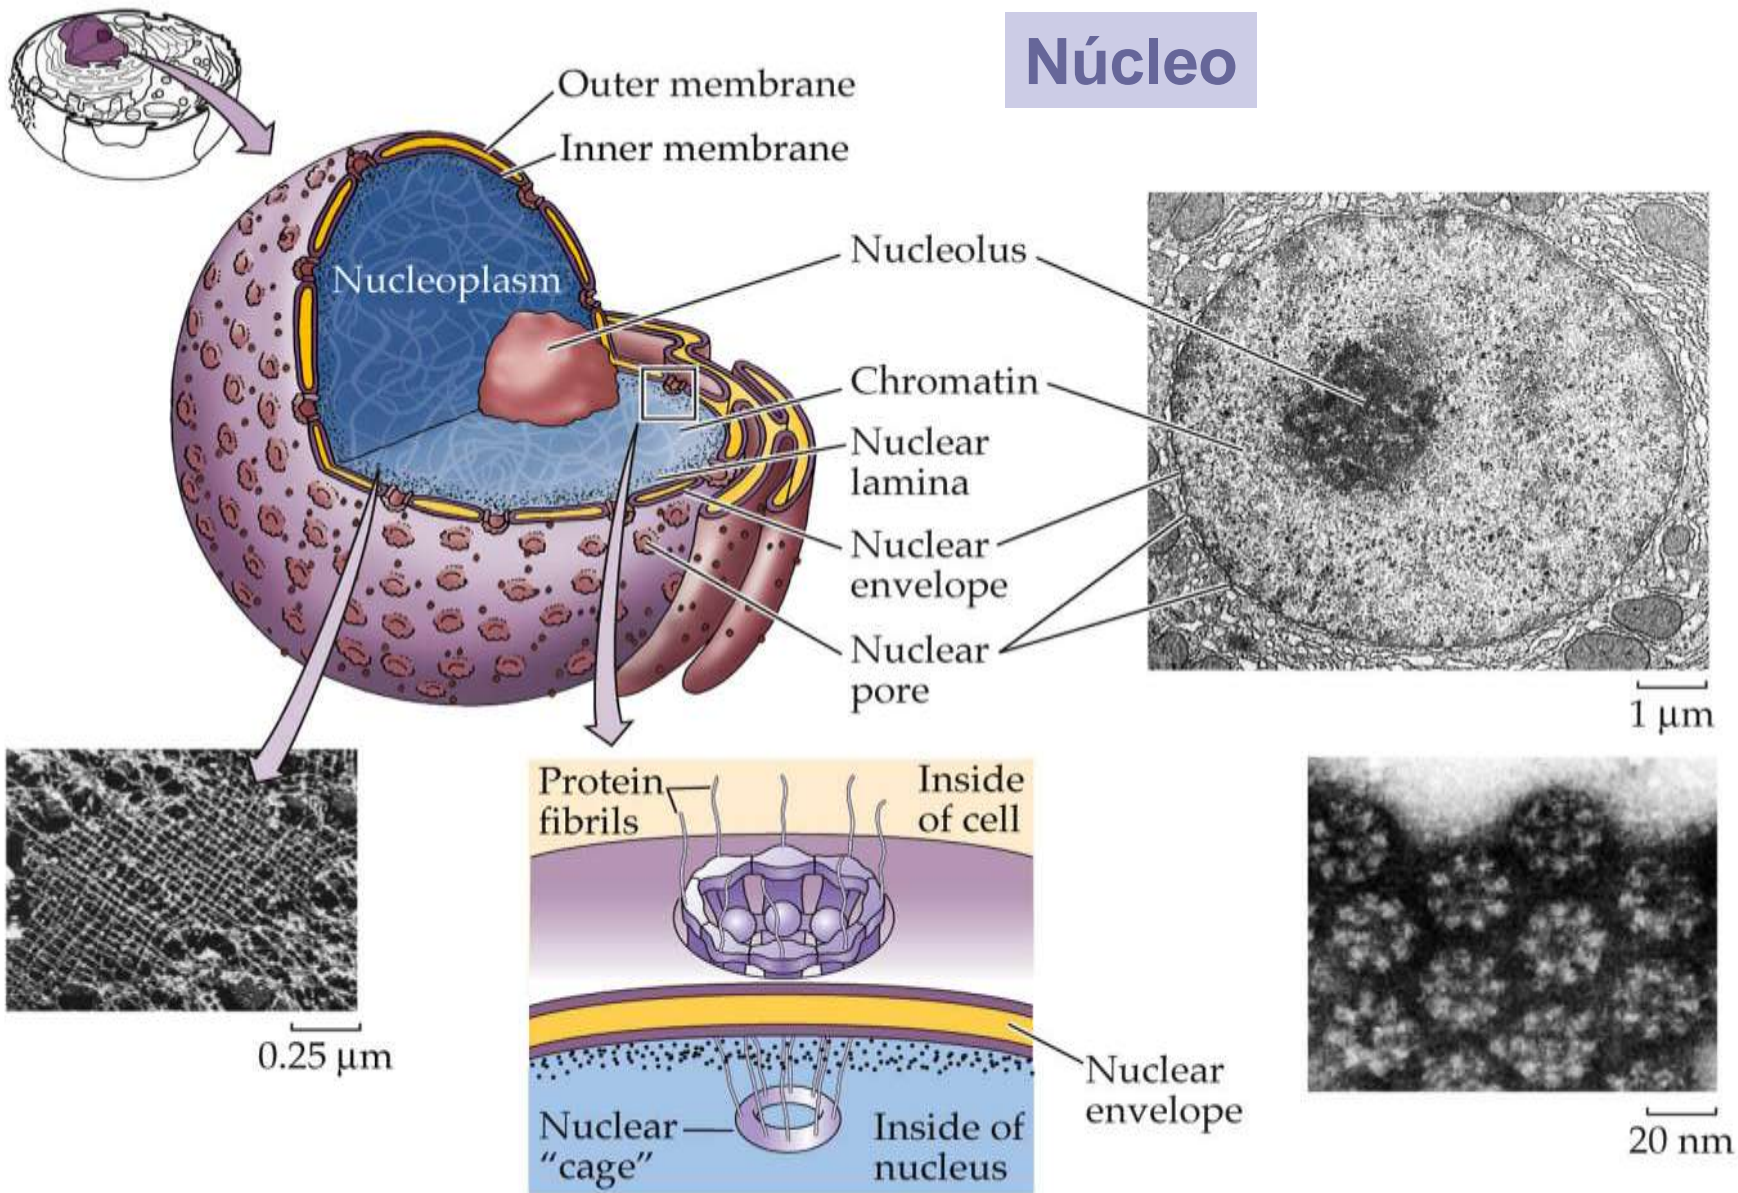 Núcleo
Outer membrane
Inner membrane
Nucleoplasm
Nucleolus
Chromatin
Nuclear
lamina
Nuclear
envelope
Nuclear
pore
1 µm
0.25 µm
Protein
fibrils
Inside
of cell
Nuclear
“cage”
Inside of
nucleus
Nuclear
envelope
20 nm